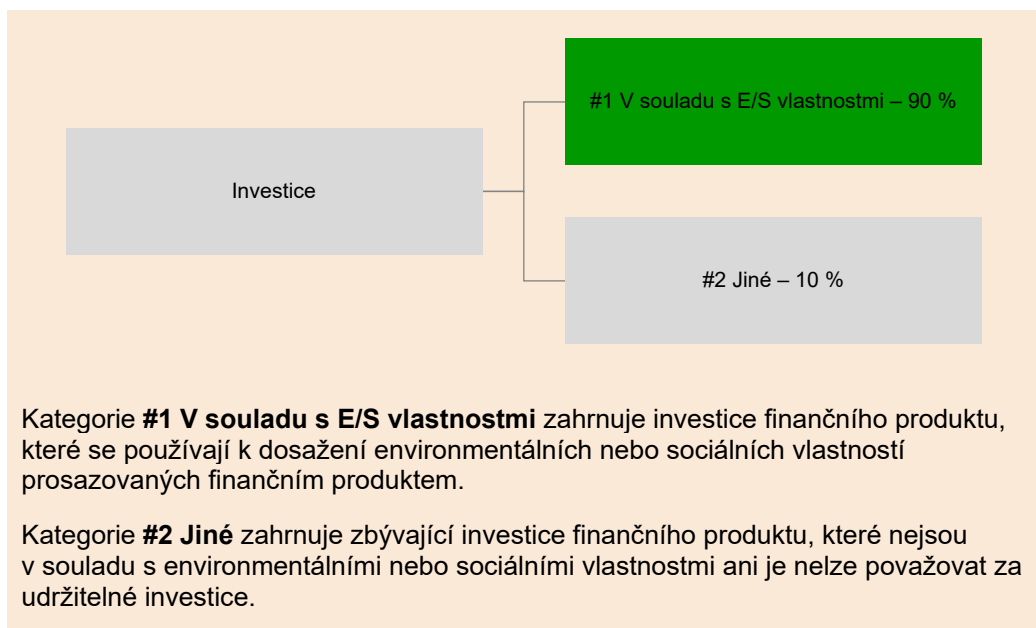 #1 V souladu s E/S vlastnostmi – 90 %
Investice
#2 Jiné – 10 %
Kategorie #1 V souladu s E/S vlastnostmi zahrnuje investice finančního produktu,
které se používají k dosažení environmentálních nebo sociálních vlastností
prosazovaných finančním produktem.
Kategorie #2 Jiné zahrnuje zbývající investice finančního produktu, které nejsou
v souladu s environmentálními nebo sociálními vlastnostmi ani je nelze považovat za
udržitelné investice.